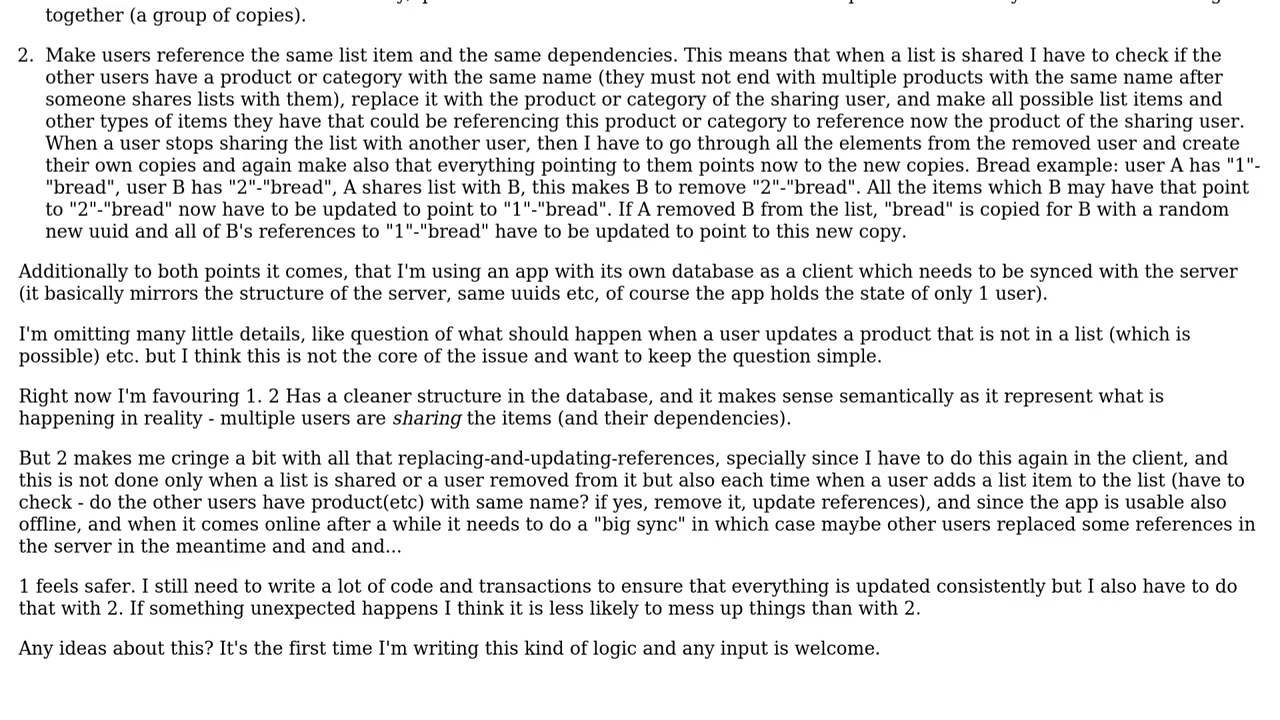 together (a group of copies).
2. Make users reference the same list item and the same dependencies. This means that when a list is shared I have to check if the
other users have a product or category with the same name (they must not end with multiple products with the same name after
someone shares lists with them), replace it with the product or category of the sharing user, and make all possible list items and
other types of items they have that could be referencing this product or category to reference now the product of the sharing user.
When a user stops sharing the list with another user, then I have to go through all the elements from the removed user and create
their own copies and again make also that everything pointing to them points now to the new copies. Bread example: user A has "1"-
"bread", user B has "2"-"bread", A shares list with B, this makes B to remove "2"-"bread". All the items which B may have that point
to "2"-"bread" now have to be updated to point to "1"-"bread". If A removed B from the list, "bread" is copied for B with a random
new uuid and all of B's references to "1"-"bread" have to be updated to point to this new copy.
Additionally to both points it comes, that I'm using an app with its own database as a client which needs to be synced with the server
(it basically mirrors the structure of the server, same uuids etc, of course the app holds the state of only 1 user).
I'm omitting many little details, like question of what should happen when a user updates a product that is not in a list (which is
possible) etc. but I think this is not the core of the issue and want to keep the question simple.
Right now I'm favouring 1. 2 Has a cleaner structure in the database, and it makes sense semantically as it represent what is
happening in reality - multiple users are sharing the items (and their dependencies).
But 2 makes me cringe a bit with all that replacing-and-updating-references, specially since I have to do this again in the client, and
this is not done only when a list is shared or a user removed from it but also each time when a user adds a list item to the list (have to
check - do the other users have product(etc) with same name? if yes, remove it, update references), and since the app is usable also
offline, and when it comes online after a while it needs to do a "big sync" in which case maybe other users replaced some references in
the server in the meantime and and and...
1 feels safer. I still need to write a lot of code and transactions to ensure that everything is updated consistently but I also have to do
that with 2. If something unexpected happens I think it is less likely to mess up things than with 2.
Any ideas about this? It's the first time I'm writing this kind of logic and any input is welcome.